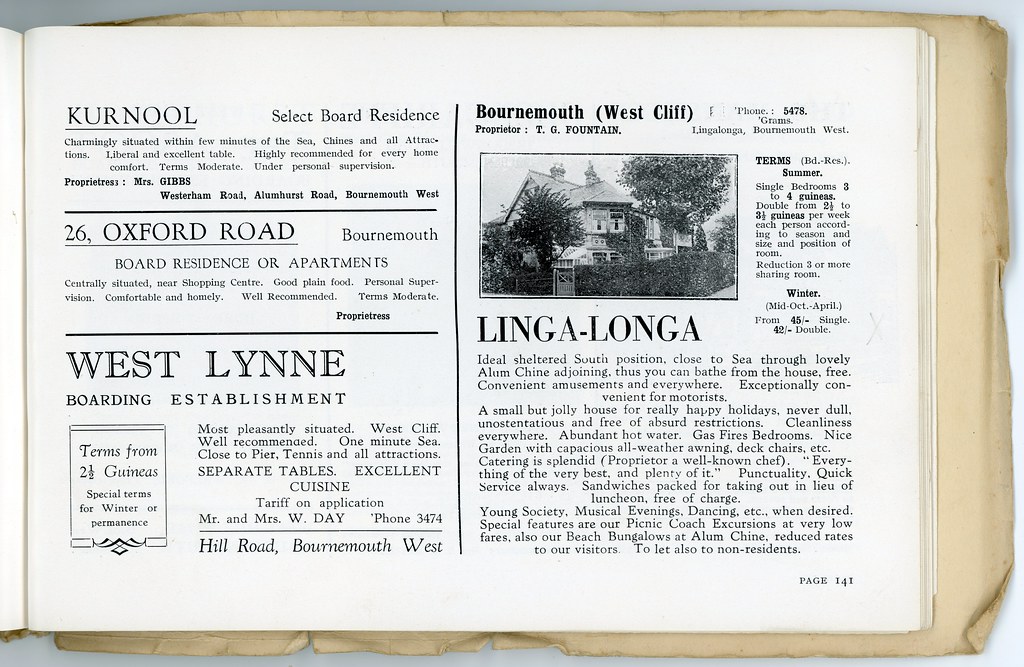 KURNOOL Select Board Residence
Charmingly situated within few minutes of the Sea, Chines and all Attrac-
tions. Liberal and excellent table. Highly recommended for every home
comfort. Terms Moderate. Under personal supervision.
Proprietress : Mrs. GIBBS
Westerham Road, Alumhurst Road, Bournemouth West
26, OXFORD ROAD Bournemouth
BOARD RESIDENCE OR APARTMENTS
Centrally situated, near Shopping Centre. Good plain food. Personal Super-
vision. Comfortable and homely. Well Recommended. Terms Moderate.
Proprietress
WEST LYNNE
BOARDING ESTABLISHMENT
Terms from
2½ Guineas
Special terms
for Winter or
permanence
Most pleasantly situated. West Cliff.
Well recommended. One minute Sea.
Close to Pier, Tennis and all attractions.
SEPARATE TABLES. EXCELLENT
CUISINE
Tariff on application
Mr. and Mrs. W. DAY 'Phone 3474
Hill Road, Bournemouth West
Bournemouth (West Cliff) 'Phone.: 5478.
'Grams.
Proprietor : T. G. FOUNTAIN. Lingalonga, Bournemouth West.
TERMS (Bd.-Res.).
Summer.
Single Bedrooms 3
to 4 guineas.
Double from 2½ to
3½ guineas per week
each person accord-
ing to season and
size and position of
room.
Reduction 3 or more
sharing room.
Winter.
(Mid-Oct.-April.)
From 45/- Single.
42/- Double.
LINGA-LONGA
Ideal sheltered South position, close to Sea through lovely
Alum Chine adjoining, thus you can bathe from the house, free.
Convenient amusements and everywhere. Exceptionally con-
venient for motorists.
A small but jolly house for really happy holidays, never dull,
unostentatious and free of absurd restrictions. Cleanliness
everywhere. Abundant hot water. Gas Fires Bedrooms. Nice
Garden with capacious all-weather awning, deck chairs, etc.
Catering is splendid (Proprietor a well-known chef). "Every-
thing of the very best, and plenty of it." Punctuality. Quick
Service always. Sandwiches packed for taking out in lieu of
luncheon, free of charge.
Young Society, Musical Evenings, Dancing, etc., when desired.
Special features are our Picnic Coach Excursions at very low
fares, also our Beach Bungalows at Alum Chine, reduced rates
to our visitors. To let also to non-residents.
PAGE 141